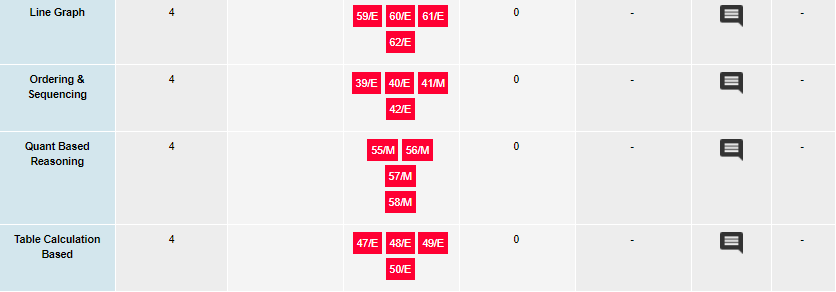 Line Graph 4 59/E 60/E 61/E 0 - -
62/E
Ordering & 4 39/E 40/E 41/M 0 - -
Sequencing 42/E
Quant Based 4 55/M 56/M 0 - -
Reasoning 57/M
58/M
Table Calculation 4 47/E 48/E 49/E 0 - -
Based 50/E